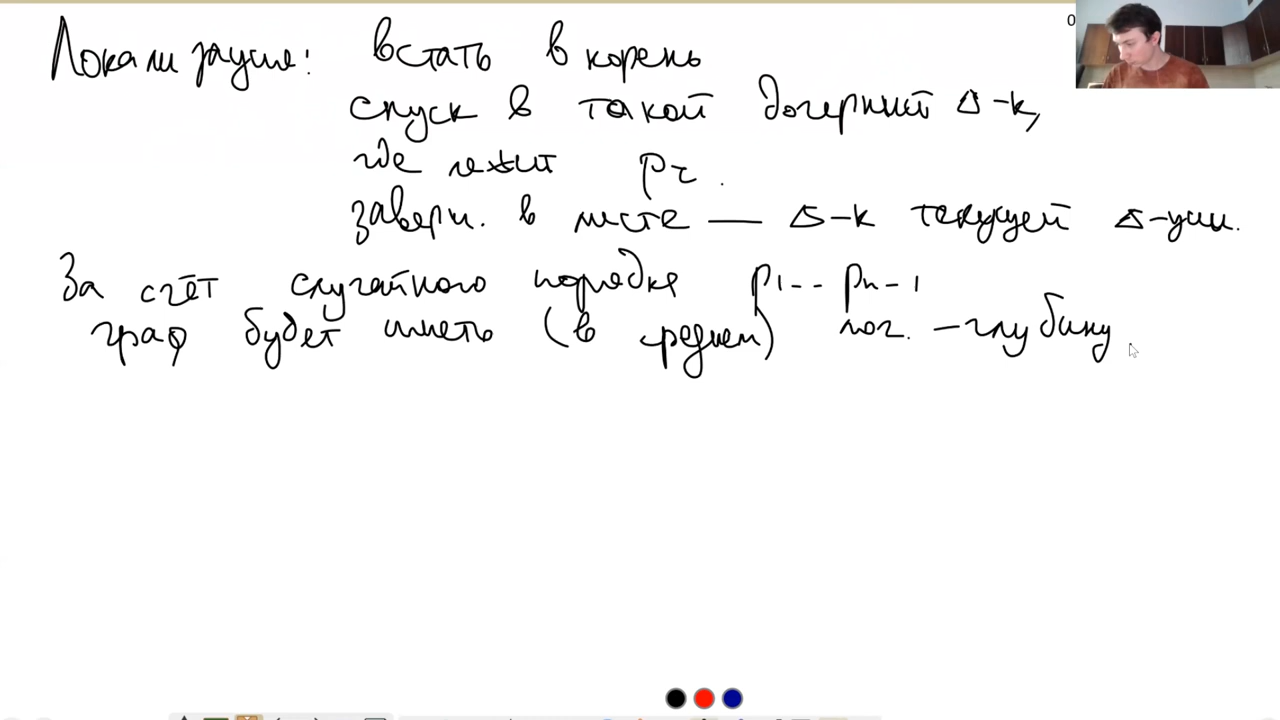 Локализация: встать в корень
спуск в такой дочерний Δ-к,
где лежит pr.
заверш. в листе — Δ-к текущей Δ-ции.
За счёт случайного порядка p1-- pn-1
граф будет иметь (в среднем) лог. -глубину
0